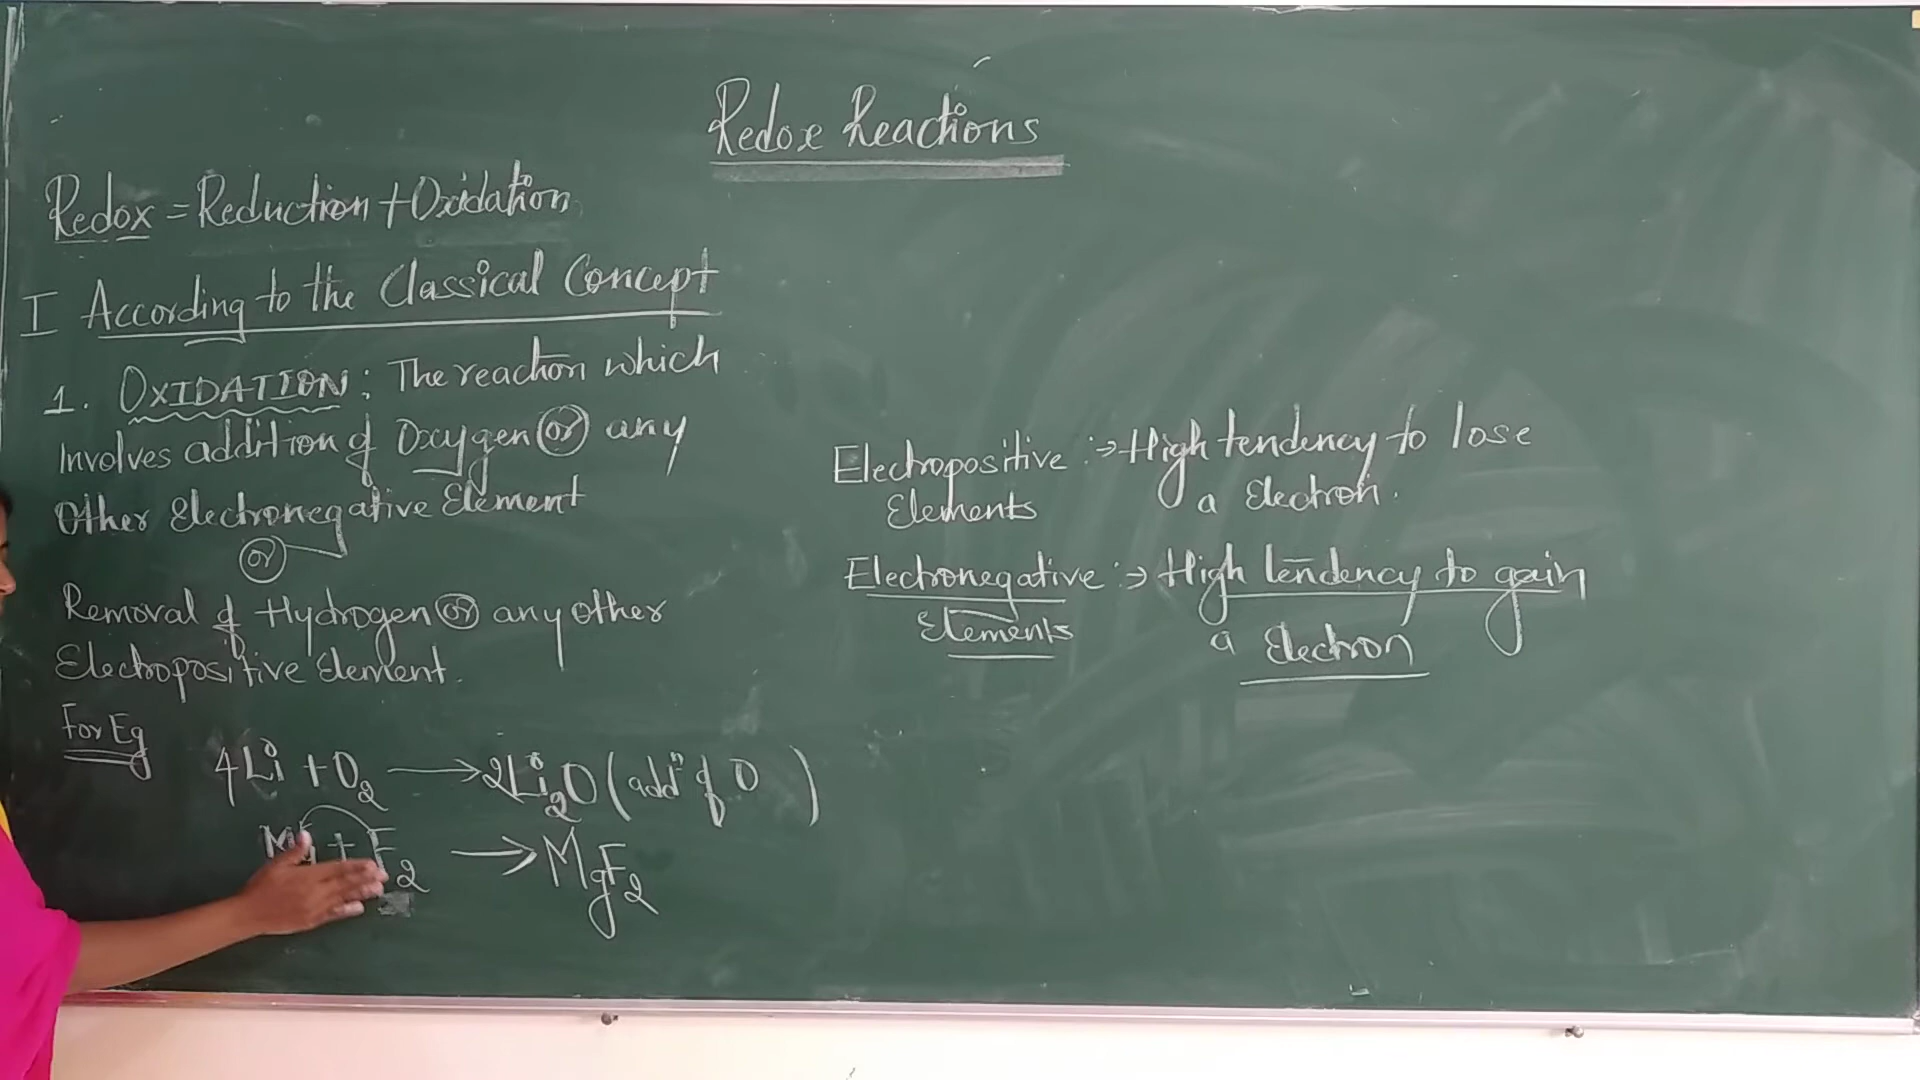 Redox Reactions
Redox = Reduction + Oxidation
I According to the Classical Concept
1. OXIDATION : The reaction which
Involves addition of Oxygen (or) any
Other Electronegative Element
(or)
Removal of Hydrogen (or) any other
Electropositive Element.
For Eg
4Li + O₂ → 2Li₂O (addⁿ of O )
Mg + F₂ → MgF₂
Electropositive :→ High tendency to lose
Elements a Electron.
Electronegative :→ High tendency to gain
Elements a Electron